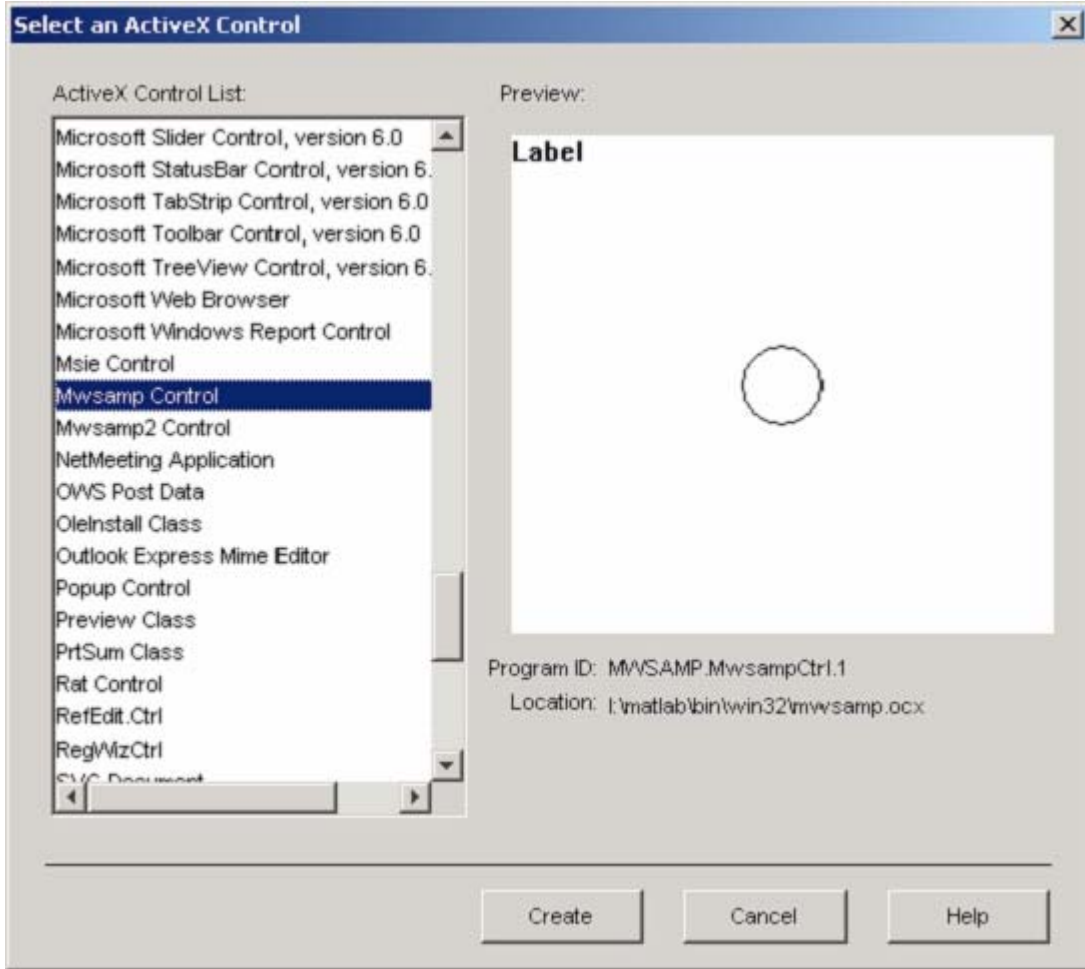 Select an ActiveX Control
ActiveX Control List:
Microsoft Slider Control, version 6.0
Microsoft StatusBar Control, version 6.
Microsoft TabStrip Control, version 6.0
Microsoft Toolbar Control, version 6.0
Microsoft TreeView Control, version 6.
Microsoft Web Browser
Microsoft Windows Report Control
Msie Control
Mwsamp Control
Mwsamp2 Control
NetMeeting Application
OWS Post Data
OleInstall Class
Outlook Express Mime Editor
Popup Control
Preview Class
PrtSum Class
Rat Control
RefEdit.Ctrl
RegWizCtrl
Preview:
Label
Program ID: MWSAMP.MwsampCtrl.1
Location: I:\matlab\bin\win32\mwsamp.ocx
Create
Cancel
Help